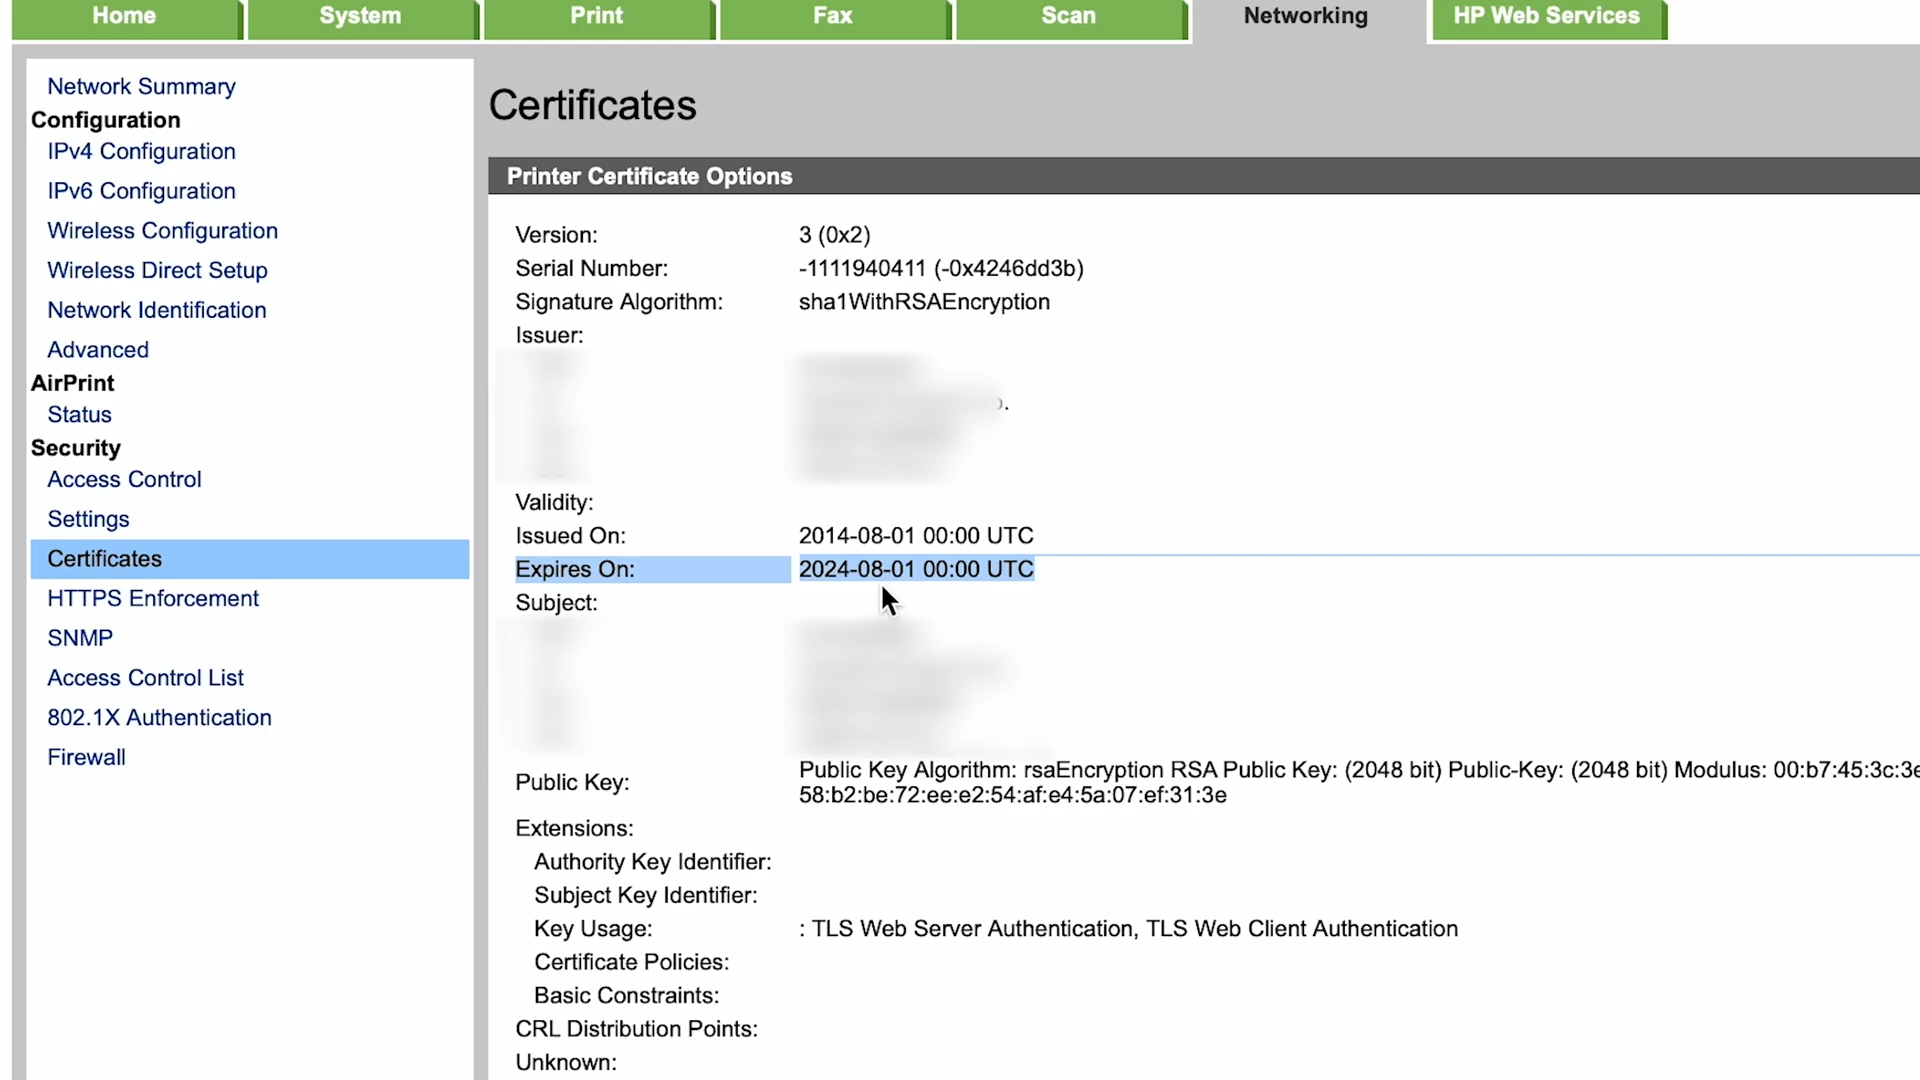 Home System Print Fax Scan Networking HP Web Services
Network Summary
Configuration
IPv4 Configuration
IPv6 Configuration
Wireless Configuration
Wireless Direct Setup
Network Identification
Advanced
AirPrint
Status
Security
Access Control
Settings
Certificates
HTTPS Enforcement
SNMP
Access Control List
802.1X Authentication
Firewall
Certificates
Printer Certificate Options
Version: 3 (0x2)
Serial Number: -1111940411 (-0x4246dd3b)
Signature Algorithm: sha1WithRSAEncryption
Issuer:
Validity:
Issued On: 2014-08-01 00:00 UTC
Expires On: 2024-08-01 00:00 UTC
Subject:
Public Key: Public Key Algorithm: rsaEncryption RSA Public Key: (2048 bit) Public-Key: (2048 bit) Modulus: 00:b7:45:3c:3e
58:b2:be:72:ee:e2:54:af:e4:5a:07:ef:31:3e
Extensions:
Authority Key Identifier:
Subject Key Identifier:
Key Usage: : TLS Web Server Authentication, TLS Web Client Authentication
Certificate Policies:
Basic Constraints:
CRL Distribution Points:
Unknown: